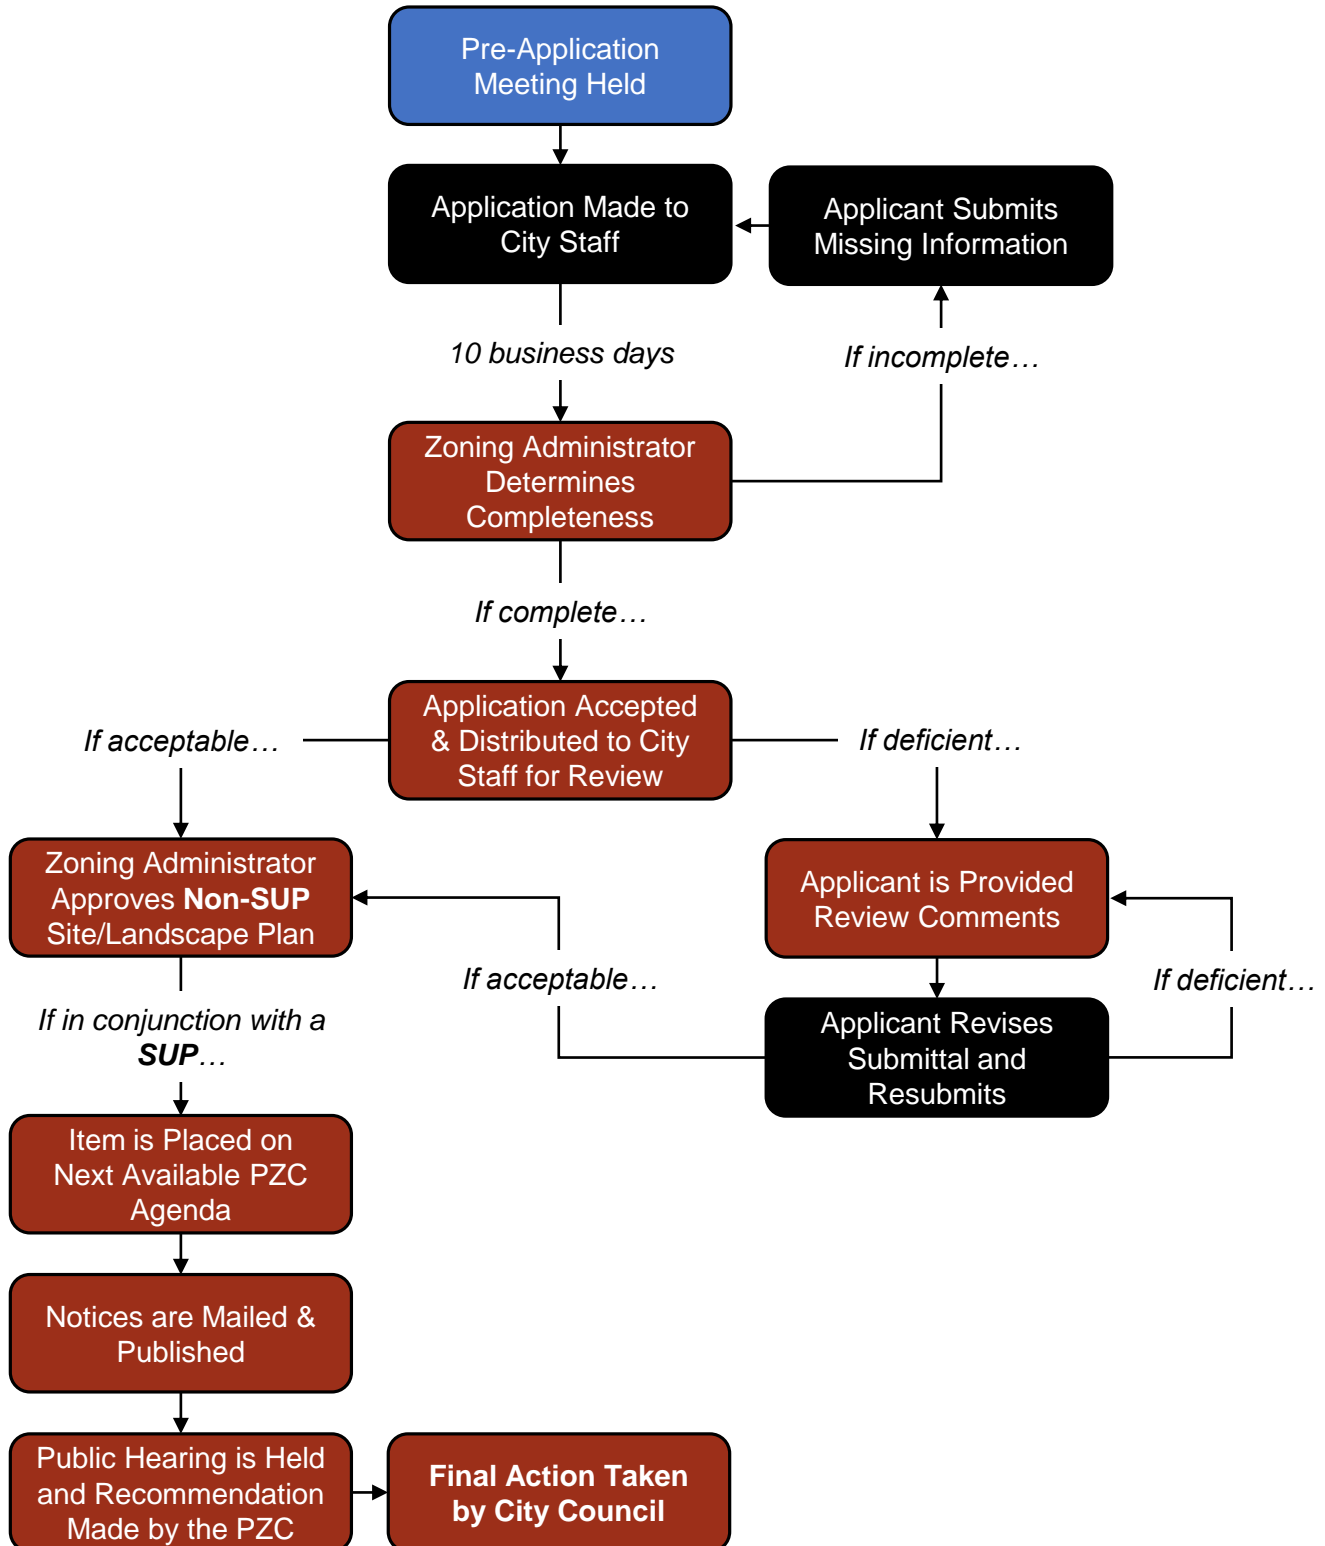 Pre-Application
Meeting Held
Application Made to
City Staff
Applicant Submits
Missing Information
10 business days
If incomplete…
Zoning Administrator
Determines
Completeness
If complete…
Application Accepted
& Distributed to City
Staff for Review
If acceptable…
If deficient…
Zoning Administrator
Approves Non-SUP
Site/Landscape Plan
Applicant is Provided
Review Comments
If acceptable…
If deficient…
If in conjunction with a
SUP…
Applicant Revises
Submittal and
Resubmits
Item is Placed on
Next Available PZC
Agenda
Notices are Mailed &
Published
Public Hearing is Held
and Recommendation
Made by the PZC
Final Action Taken
by City Council